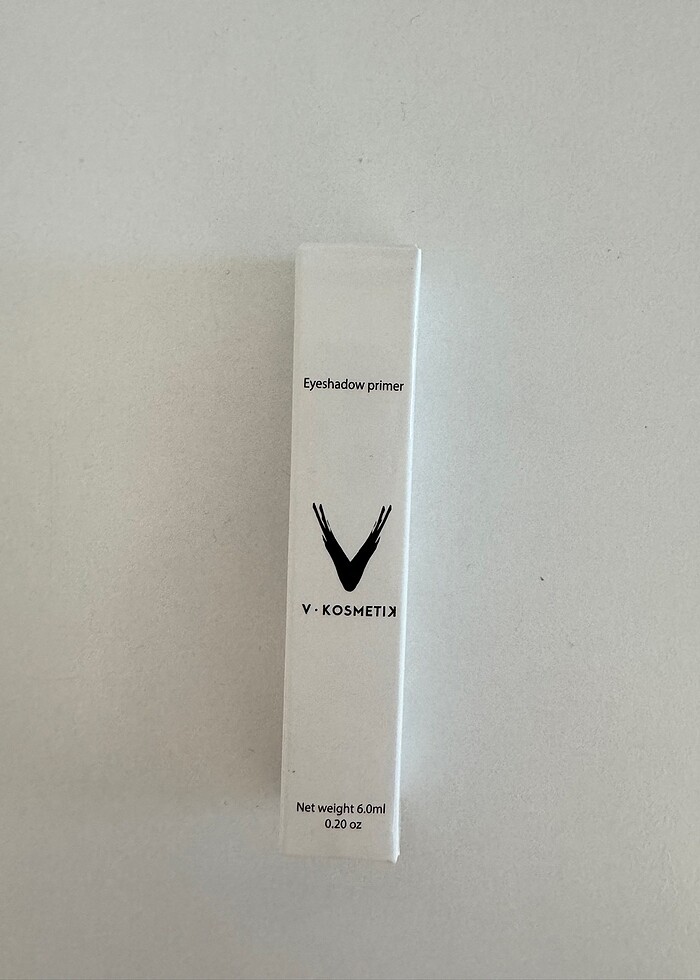 Eyeshadow primer
V
V · KOSMETIK
Net weight 6.0ml
0.20 oz